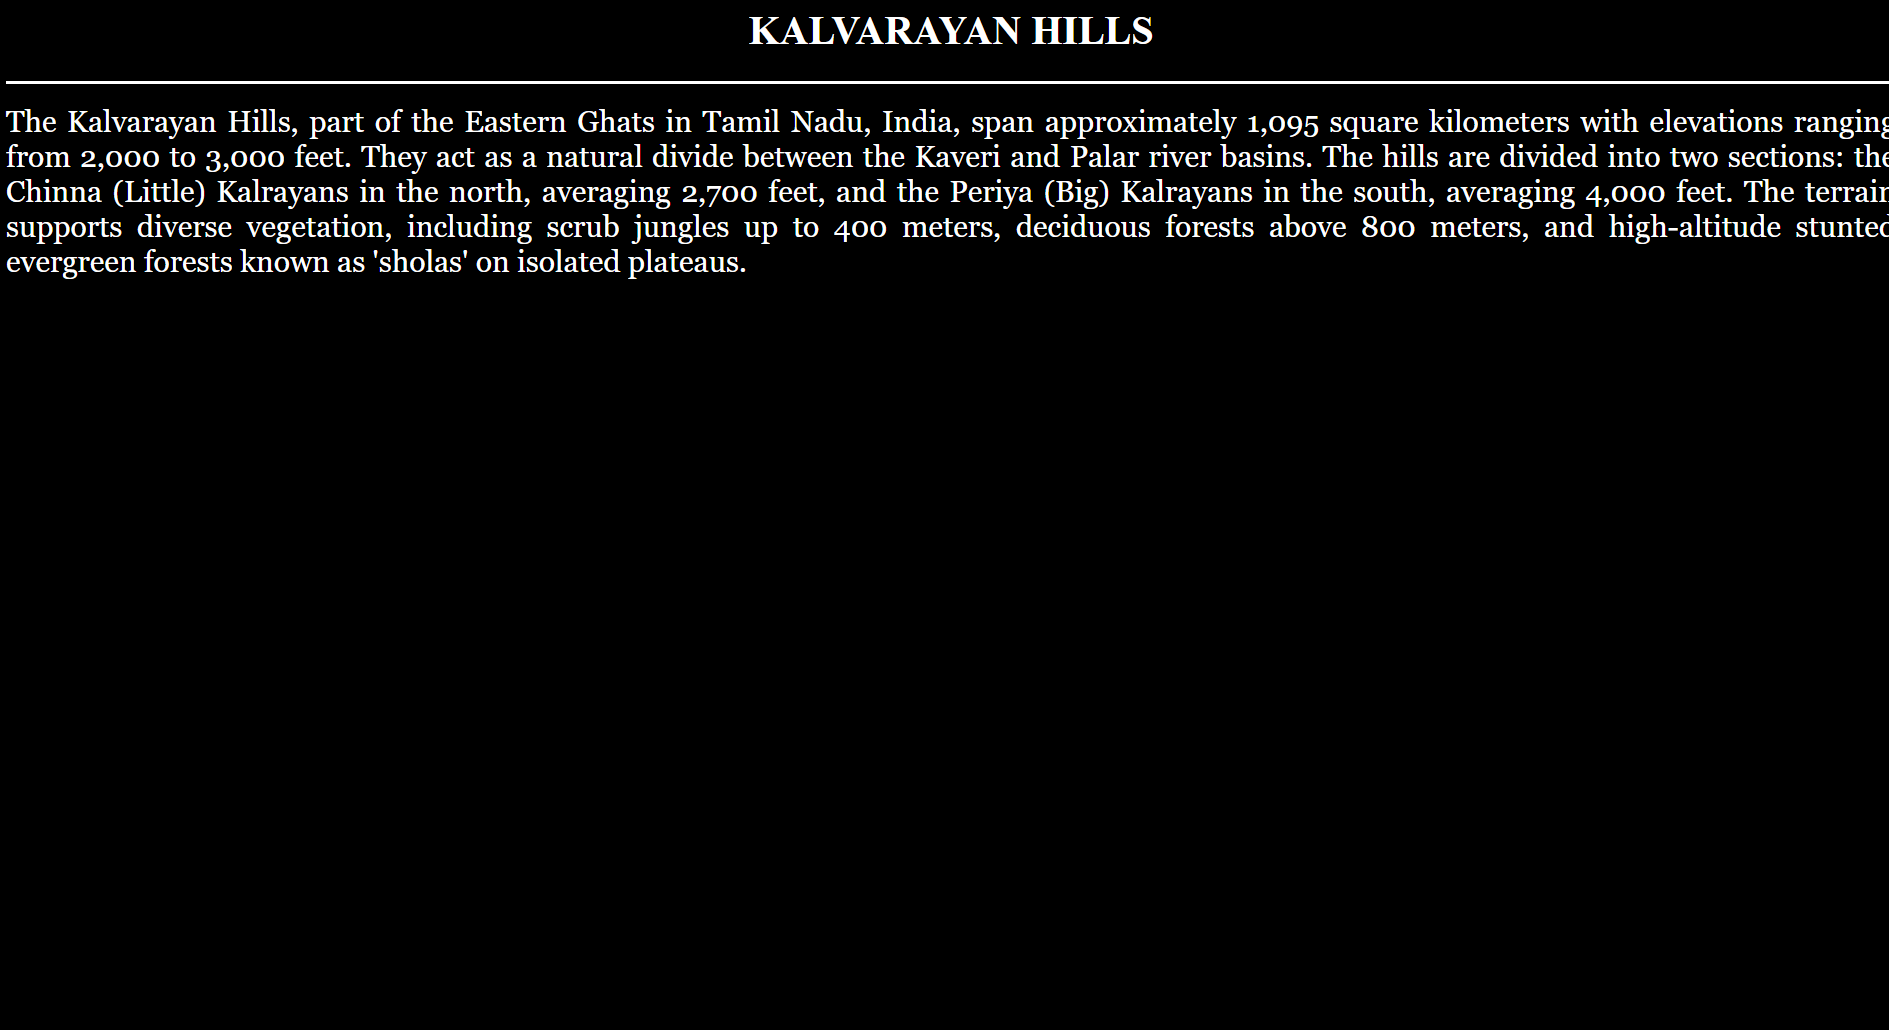 KALVARAYAN HILLS
The Kalvarayan Hills, part of the Eastern Ghats in Tamil Nadu, India, span approximately 1,095 square kilometers with elevations ranging
from 2,000 to 3,000 feet. They act as a natural divide between the Kaveri and Palar river basins. The hills are divided into two sections: the
Chinna (Little) Kalrayans in the north, averaging 2,700 feet, and the Periya (Big) Kalrayans in the south, averaging 4,000 feet. The terrain
supports diverse vegetation, including scrub jungles up to 400 meters, deciduous forests above 800 meters, and high-altitude stunted
evergreen forests known as 'sholas' on isolated plateaus.